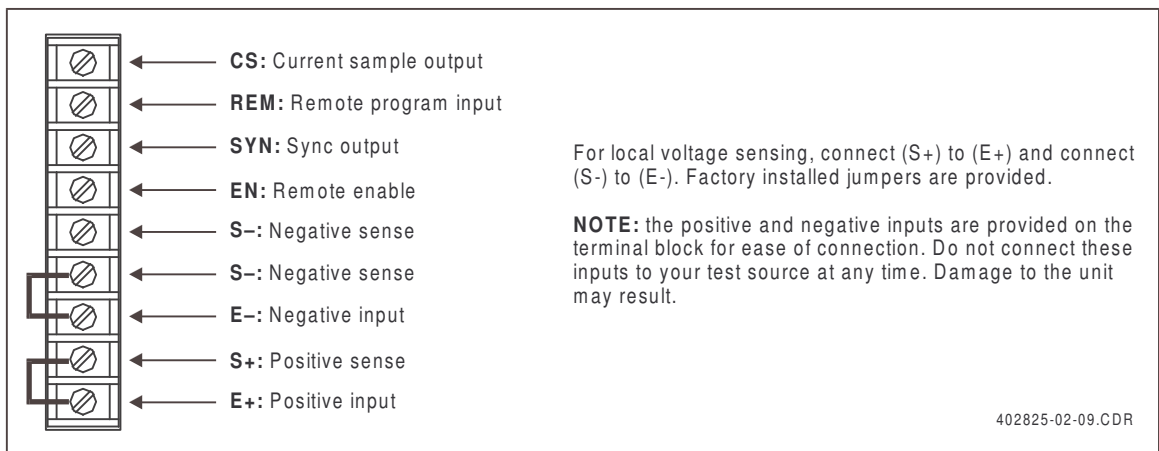 CS: Current sample output
REM: Remote program input
SYN: Sync output
EN: Remote enable
S–: Negative sense
S–: Negative sense
E–: Negative input
S+: Positive sense
E+: Positive input
For local voltage sensing, connect (S+) to (E+) and connect
(S-) to (E-). Factory installed jumpers are provided.
NOTE: the positive and negative inputs are provided on the
terminal block for ease of connection. Do not connect these
inputs to your test source at any time. Damage to the unit
may result.
402825-02-09.CDR